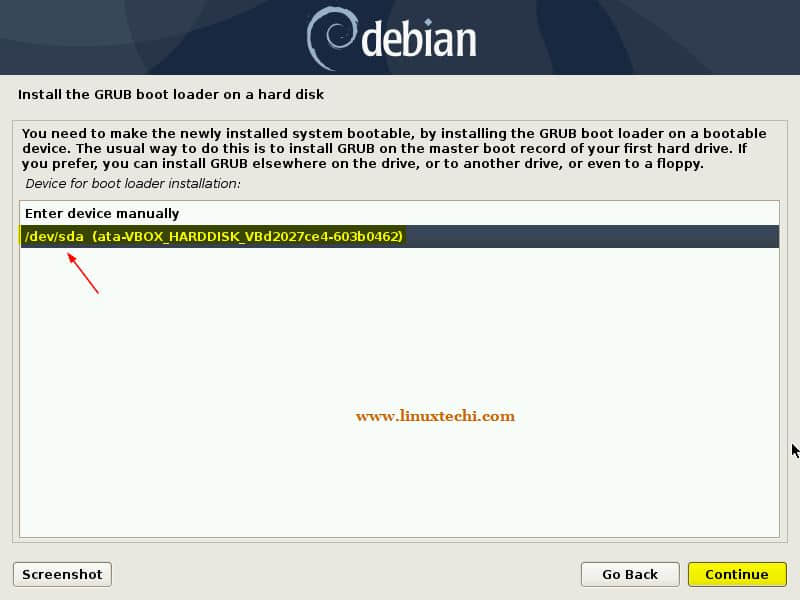 debian
Install the GRUB boot loader on a hard disk
You need to make the newly installed system bootable, by installing the GRUB boot loader on a bootable
device. The usual way to do this is to install GRUB on the master boot record of your first hard drive. If
you prefer, you can install GRUB elsewhere on the drive, or to another drive, or even to a floppy.
Device for boot loader installation:
Enter device manually
/dev/sda (ata-VBOX_HARDDISK_VBd2027ce4-603b0462)
www.linuxtechi.com
Screenshot
Go Back
Continue